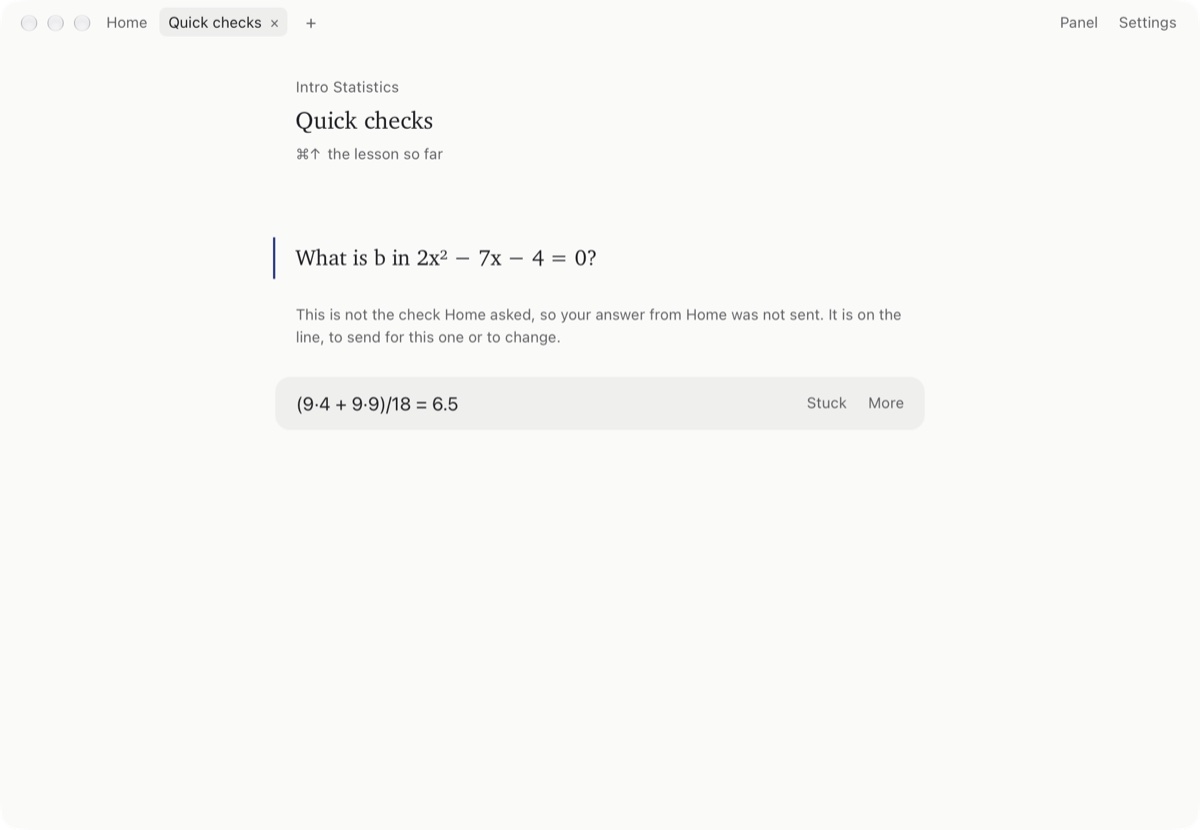 Home
Quick checks ×
+
Panel
Settings
Intro Statistics
Quick checks
⌘↑ the lesson so far
What is b in 2x² − 7x − 4 = 0?
This is not the check Home asked, so your answer from Home was not sent. It is on the
line, to send for this one or to change.
(9·4 + 9·9)/18 = 6.5
Stuck
More